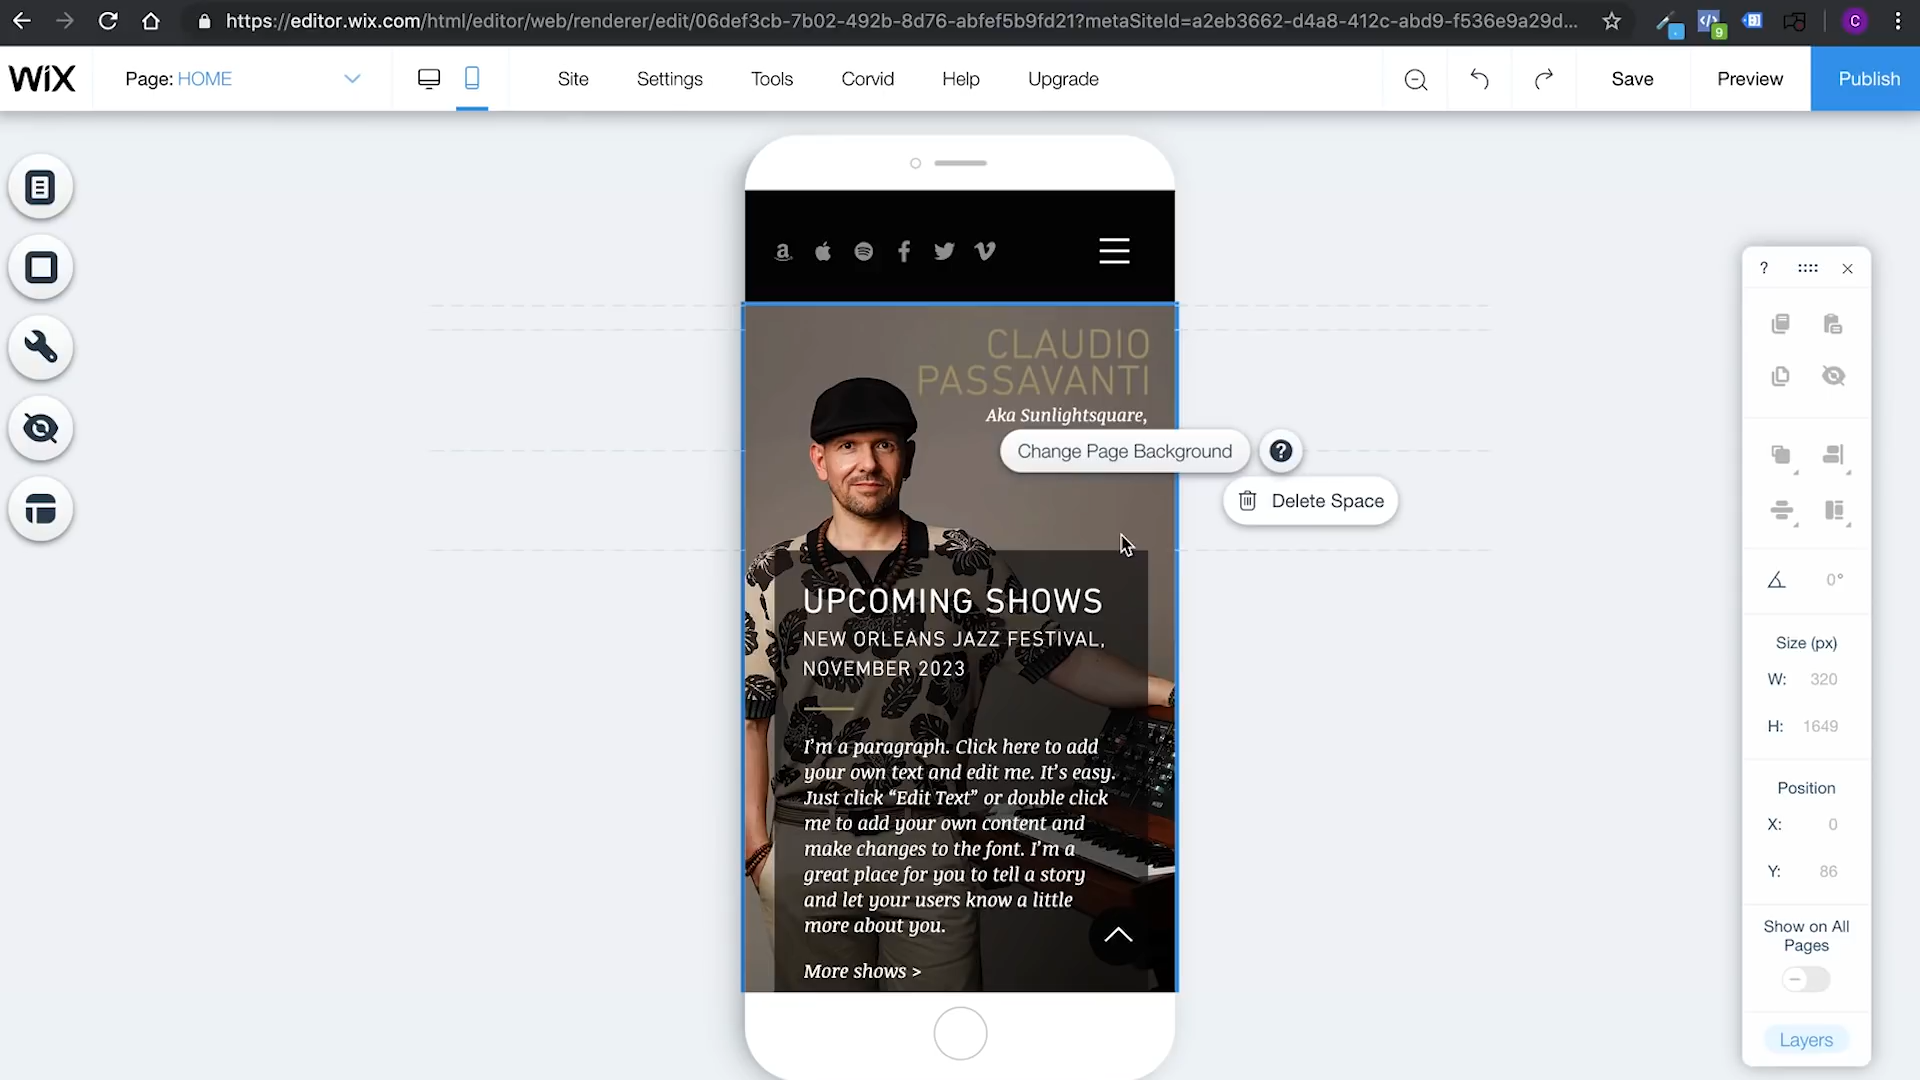 https://editor.wix.com/html/editor/web/renderer/edit/06def3cb-7b02-492b-8d76-abfef5b9fd21?metaSiteId=a2eb3662-d4a8-412c-abd9-f536e9a29d...
9
C
WiX
Page: HOME
Site
Settings
Tools
Corvid
Help
Upgrade
Save
Preview
Publish
CLAUDIO
PASSAVANTI
Aka Sunlightsquare,
Change Page Background
?
Delete Space
UPCOMING SHOWS
NEW ORLEANS JAZZ FESTIVAL,
NOVEMBER 2023
I'm a paragraph. Click here to add
your own text and edit me. It's easy.
Just click “Edit Text” or double click
me to add your own content and
make changes to the font. I'm a
great place for you to tell a story
and let your users know a little
more about you.
More shows >
?
0°
Size (px)
W: 320
H: 1649
Position
X: 0
Y: 86
Show on All
Pages
Layers